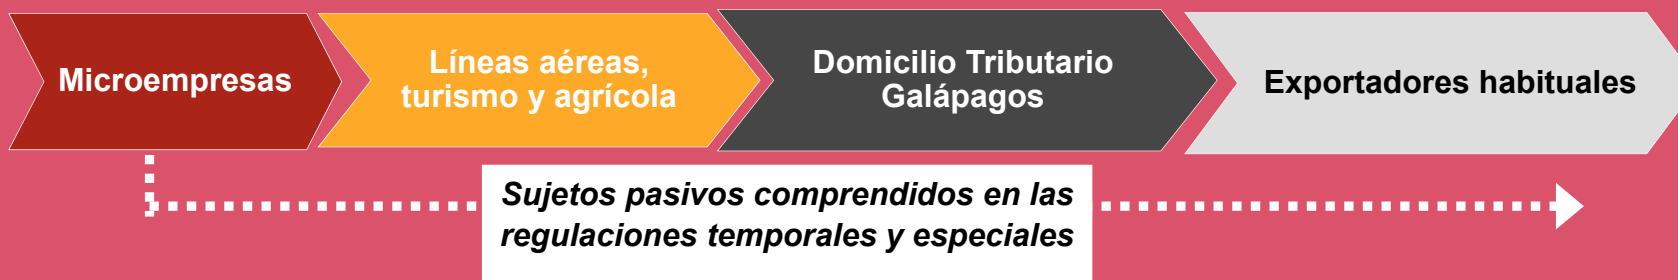 Microempresas
Líneas aéreas,
turismo y agrícola
Domicilio Tributario
Galápagos
Exportadores habituales
Sujetos pasivos comprendidos en las
regulaciones temporales y especiales